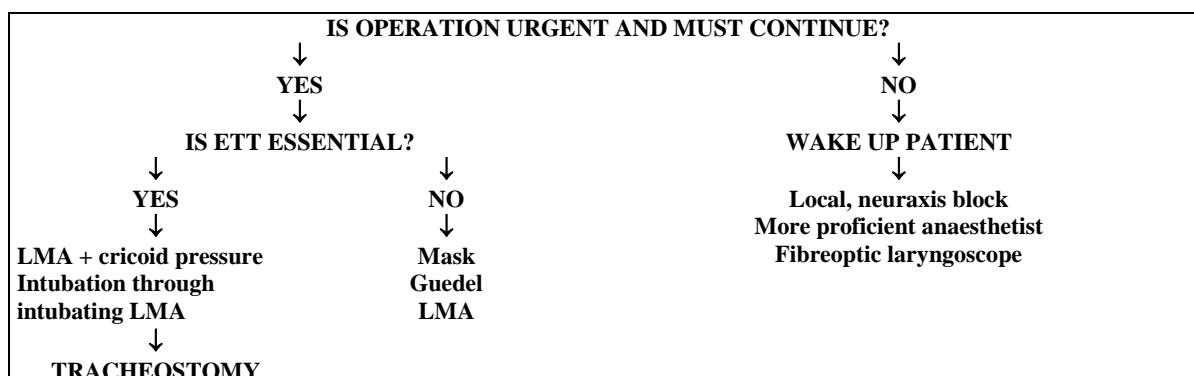 IS OPERATION URGENT AND MUST CONTINUE?
↓ ↓
YES NO
↓ ↓
IS ETT ESSENTIAL? WAKE UP PATIENT
↓ ↓ ↓
YES NO Local, neuraxis block
↓ ↓ More proficient anaesthetist
LMA + cricoid pressure Mask Fibreoptic laryngoscope
Intubation through Guedel
intubating LMA LMA
↓
TRACHEOSTOMY